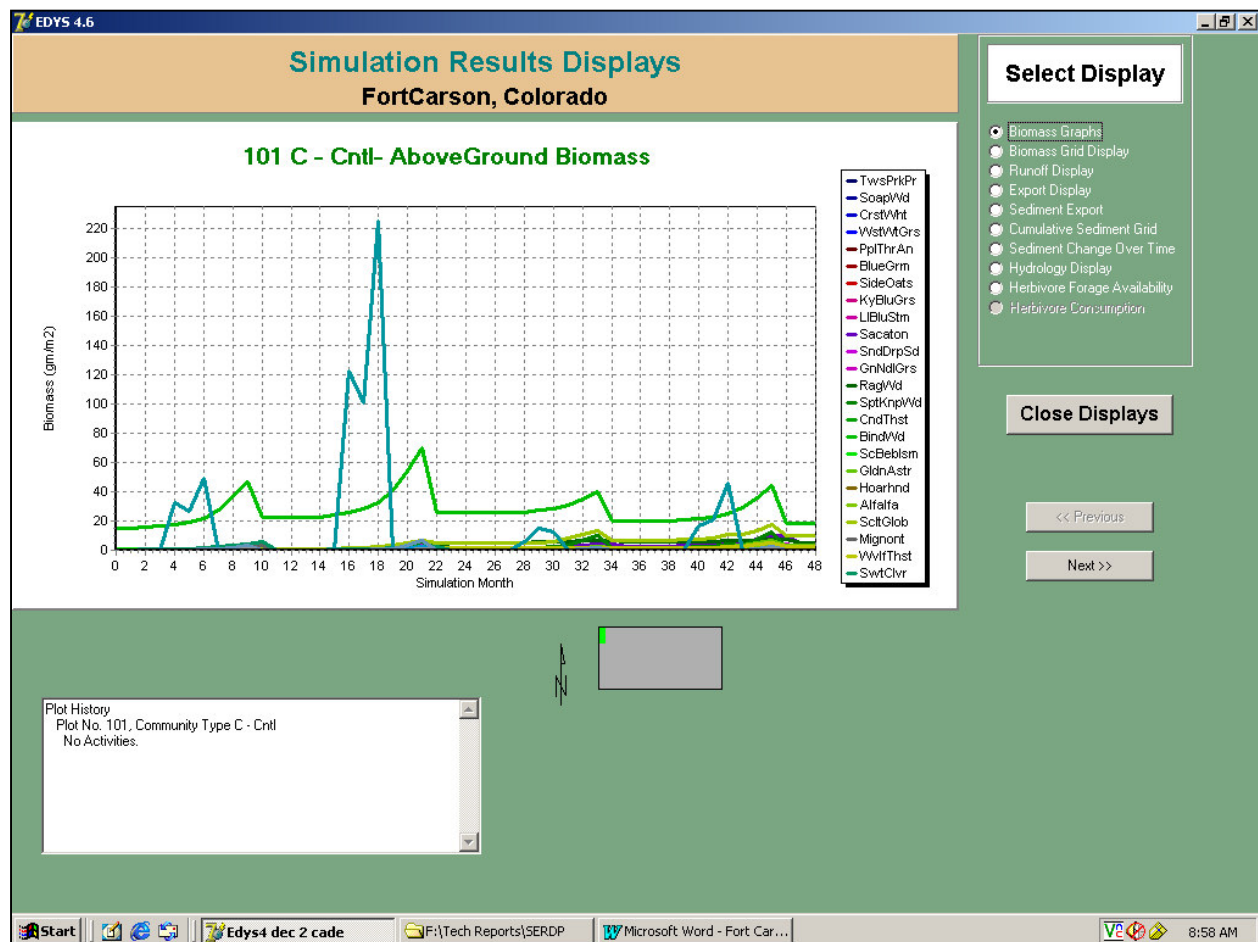 EDYS 4.6
Simulation Results Displays
FortCarson, Colorado
101 C - Cntl- AboveGround Biomass
Biomass (gm/m2)
220
200
180
160
140
120
100
80
60
40
20
0
0 2 4 6 8 10 12 14 16 18 20 22 24 26 28 30 32 34 36 38 40 42 44 46 48
Simulation Month
TwsPrkPr
SoapWd
CrstWht
WstWtGrs
PplThrAn
BlueGrm
SideOats
KyBluGrs
LlBluStm
Sacaton
SndDrpSd
GnNdlGrs
RagWd
SptKnpWd
CndThst
BindWd
ScBeblsm
GldnAstr
Hoarhnd
Alfalfa
ScltGlob
Mignont
WvlfThst
SwtClvr
Select Display
Biomass Graphs
Biomass Grid Display
Runoff Display
Export Display
Sediment Export
Cumulative Sediment Grid
Sediment Change Over Time
Hydrology Display
Herbivore Forage Availability
Herbivore Consumption
Close Displays
<< Previous
Next >>
N
Plot History
Plot No. 101, Community Type C - Cntl
No Activities.
Start
Edys4 dec 2 cade
F:\Tech Reports\SERDP
Microsoft Word - Fort Car...
8:58 AM